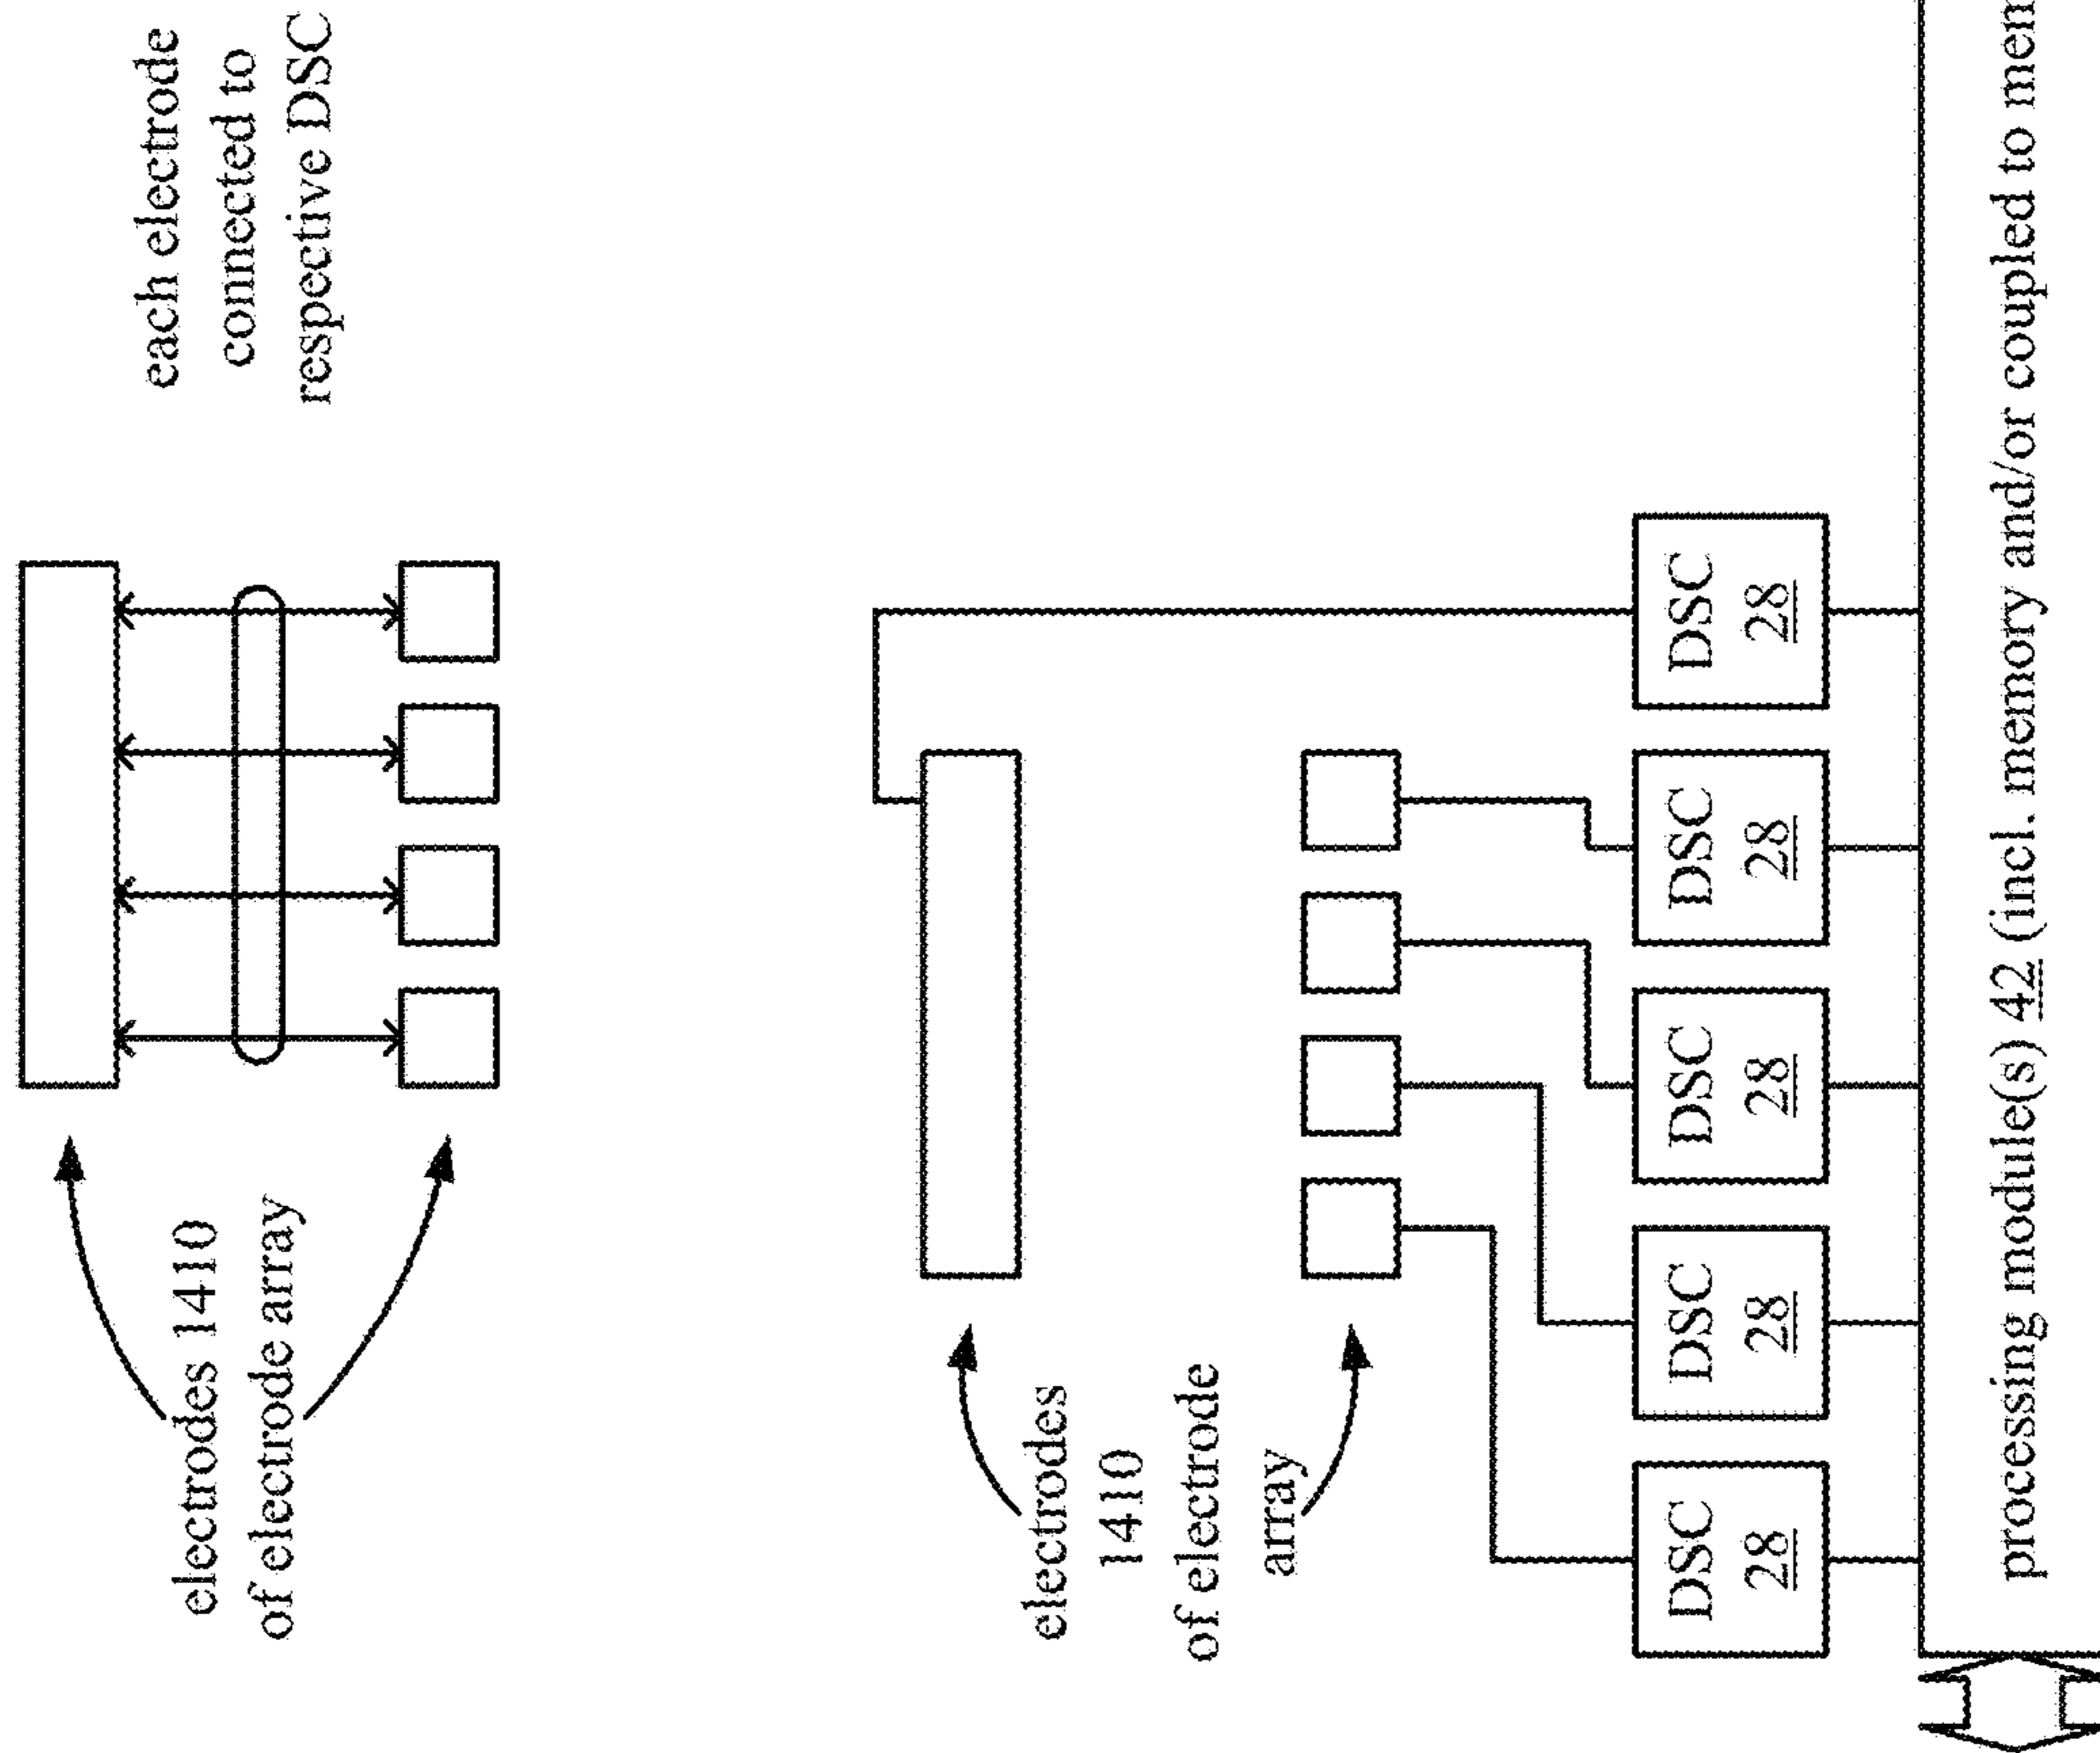 electrodes 1410
of electrode array
each electrode
connected to
respective DSC
electrodes
1410
of electrode
array
DSC
28
DSC
28
DSC
28
DSC
28
DSC
28
processing module(s) 42 (incl. memory and/or coupled to mem